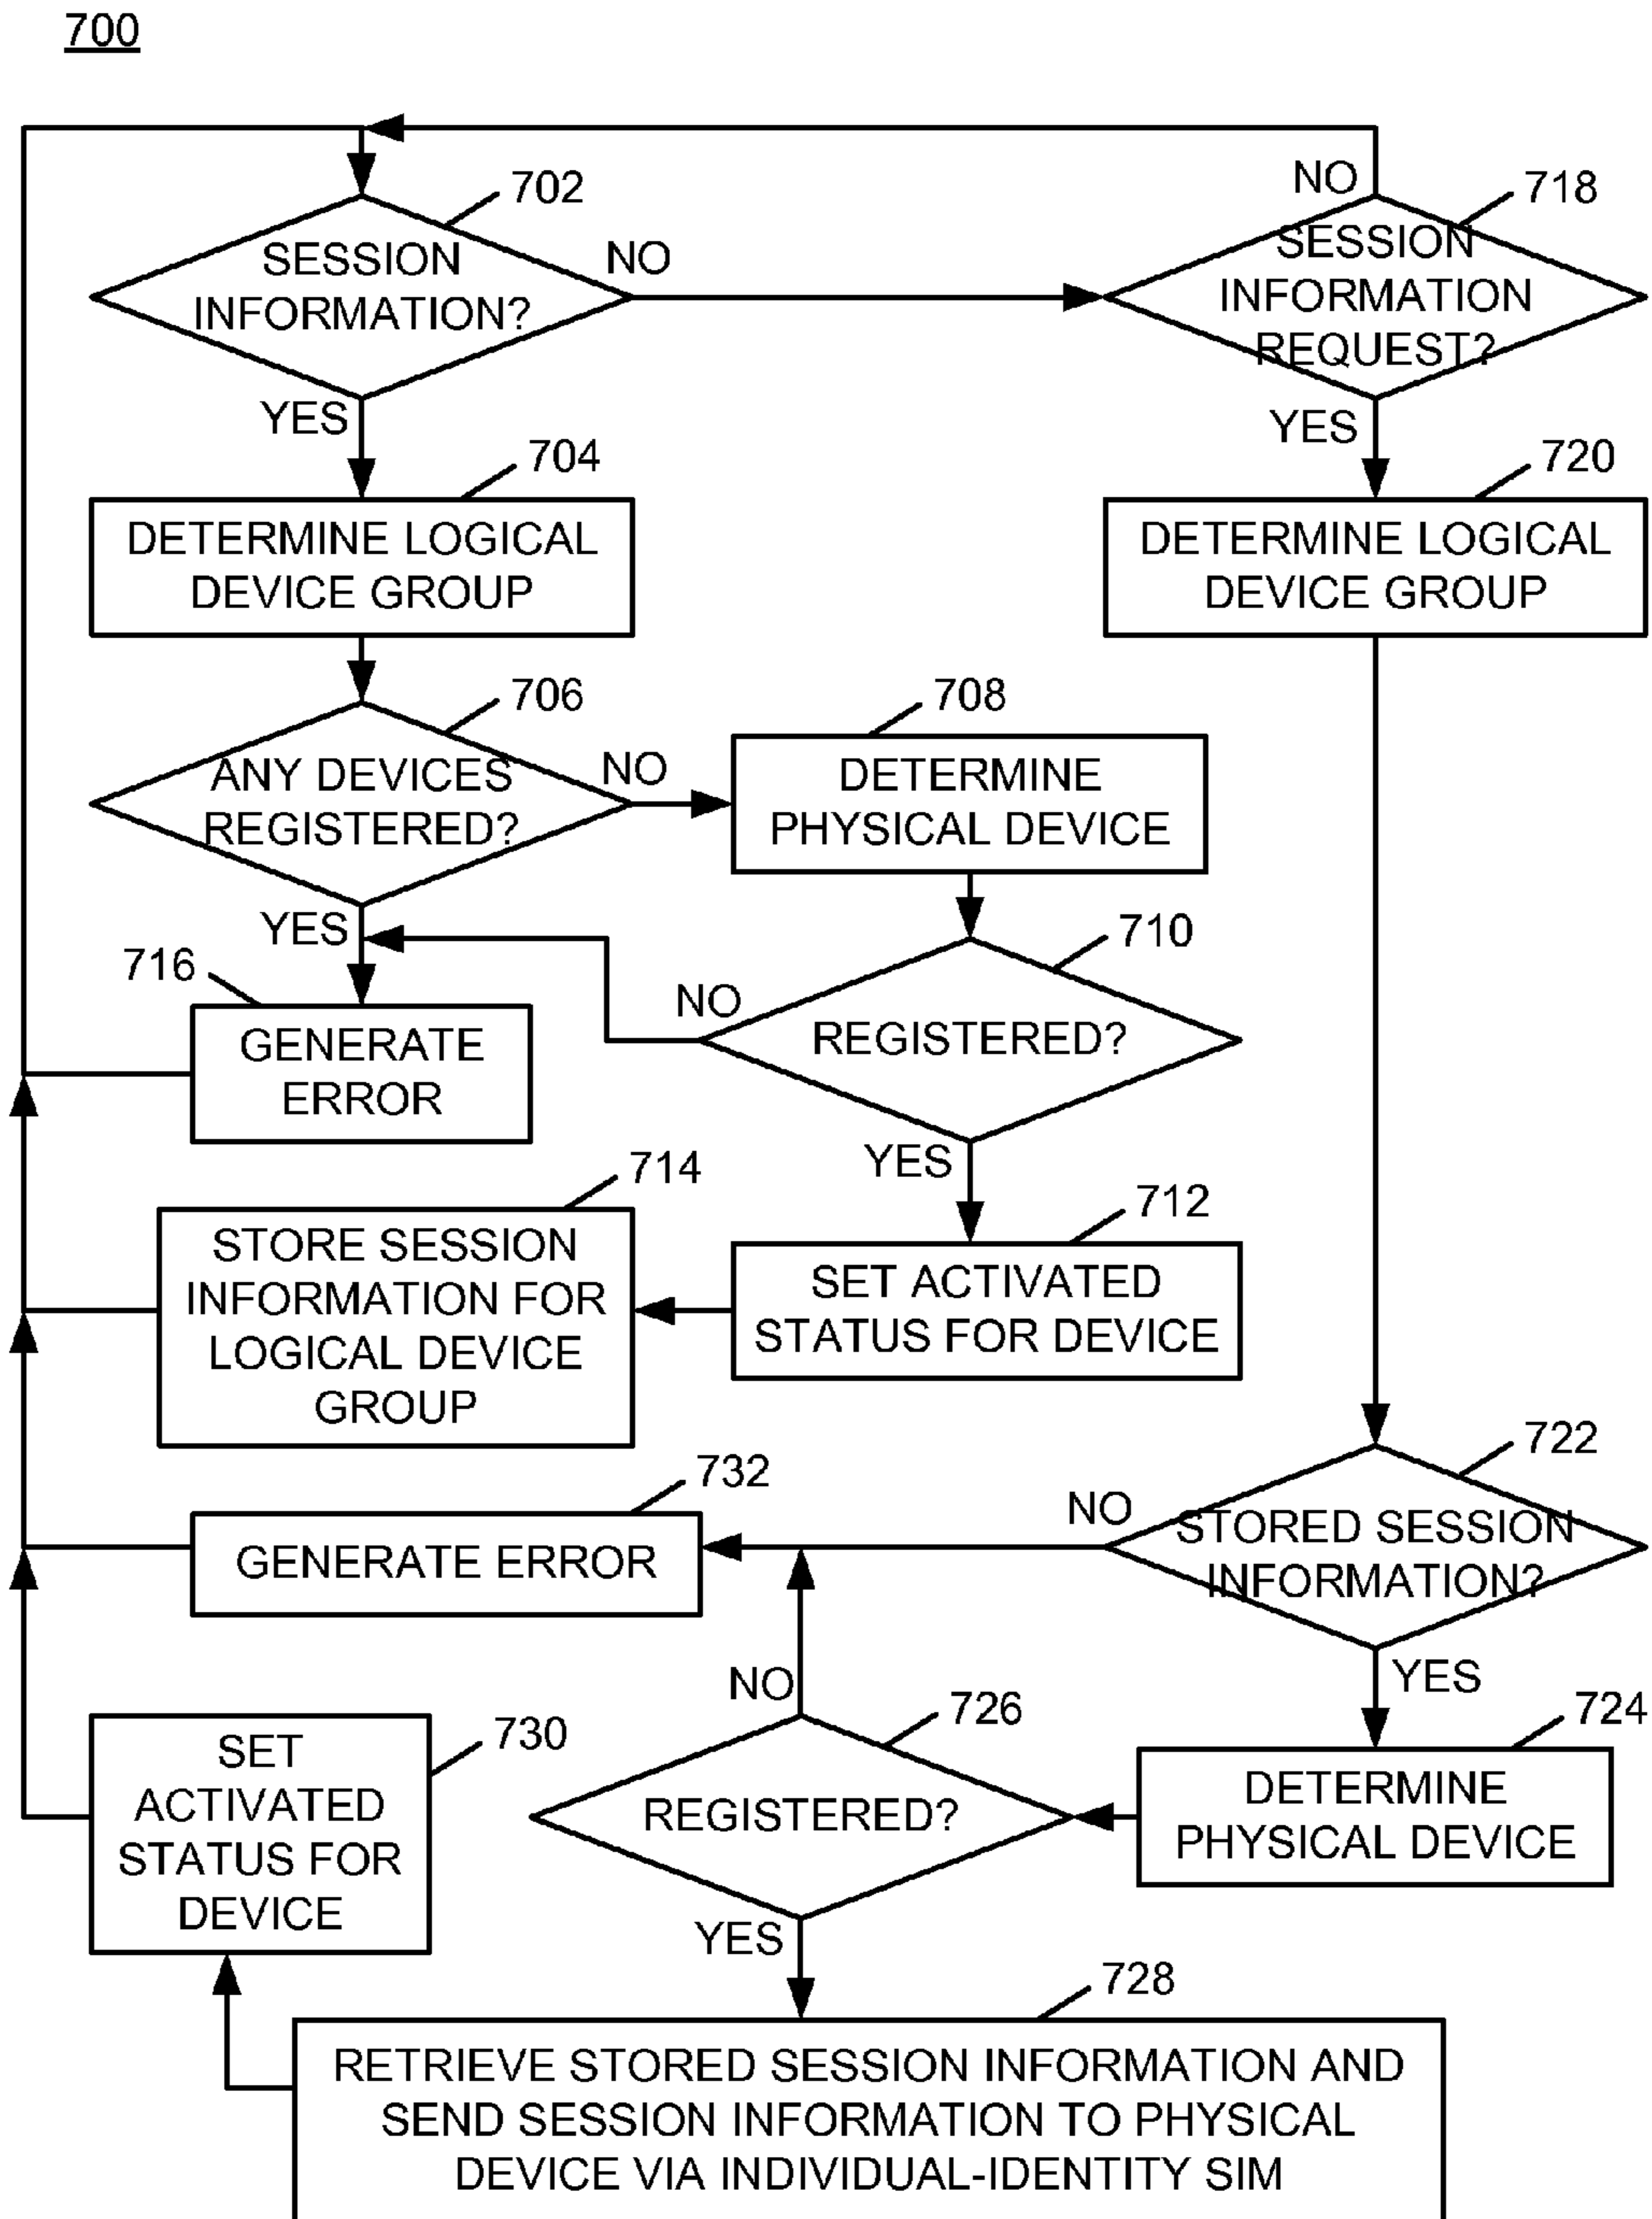 700
702
SESSION
INFORMATION?
NO
YES
718
NO
SESSION
INFORMATION
REQUEST?
YES
704
DETERMINE LOGICAL
DEVICE GROUP
720
DETERMINE LOGICAL
DEVICE GROUP
706
ANY DEVICES
REGISTERED?
NO
YES
708
DETERMINE
PHYSICAL DEVICE
710
NO
REGISTERED?
YES
716
GENERATE
ERROR
714
STORE SESSION
INFORMATION FOR
LOGICAL DEVICE
GROUP
712
SET ACTIVATED
STATUS FOR DEVICE
722
NO
STORED SESSION
INFORMATION?
YES
732
GENERATE ERROR
724
DETERMINE
PHYSICAL DEVICE
NO
726
REGISTERED?
YES
730
SET
ACTIVATED
STATUS FOR
DEVICE
728
RETRIEVE STORED SESSION INFORMATION AND
SEND SESSION INFORMATION TO PHYSICAL
DEVICE VIA INDIVIDUAL-IDENTITY SIM